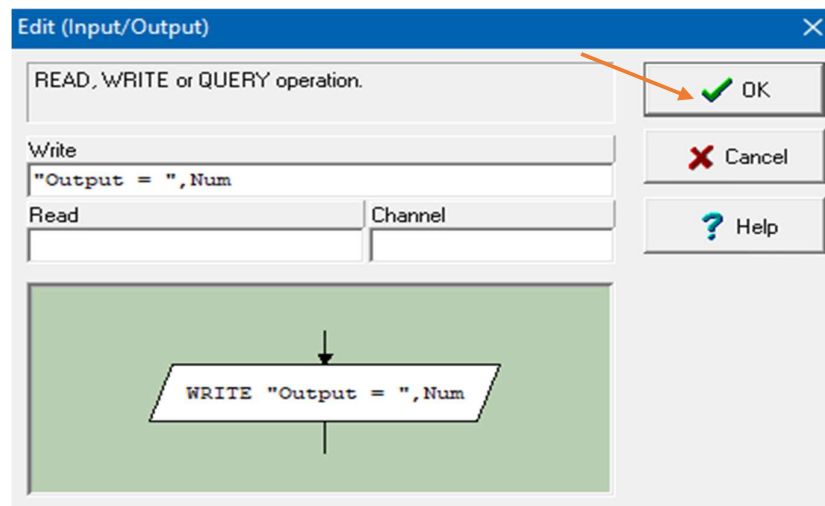 Edit (Input/Output)
READ, WRITE or QUERY operation.
OK
Write
Cancel
"Output = ",Num
Read
Channel
Help
WRITE "Output = ",Num